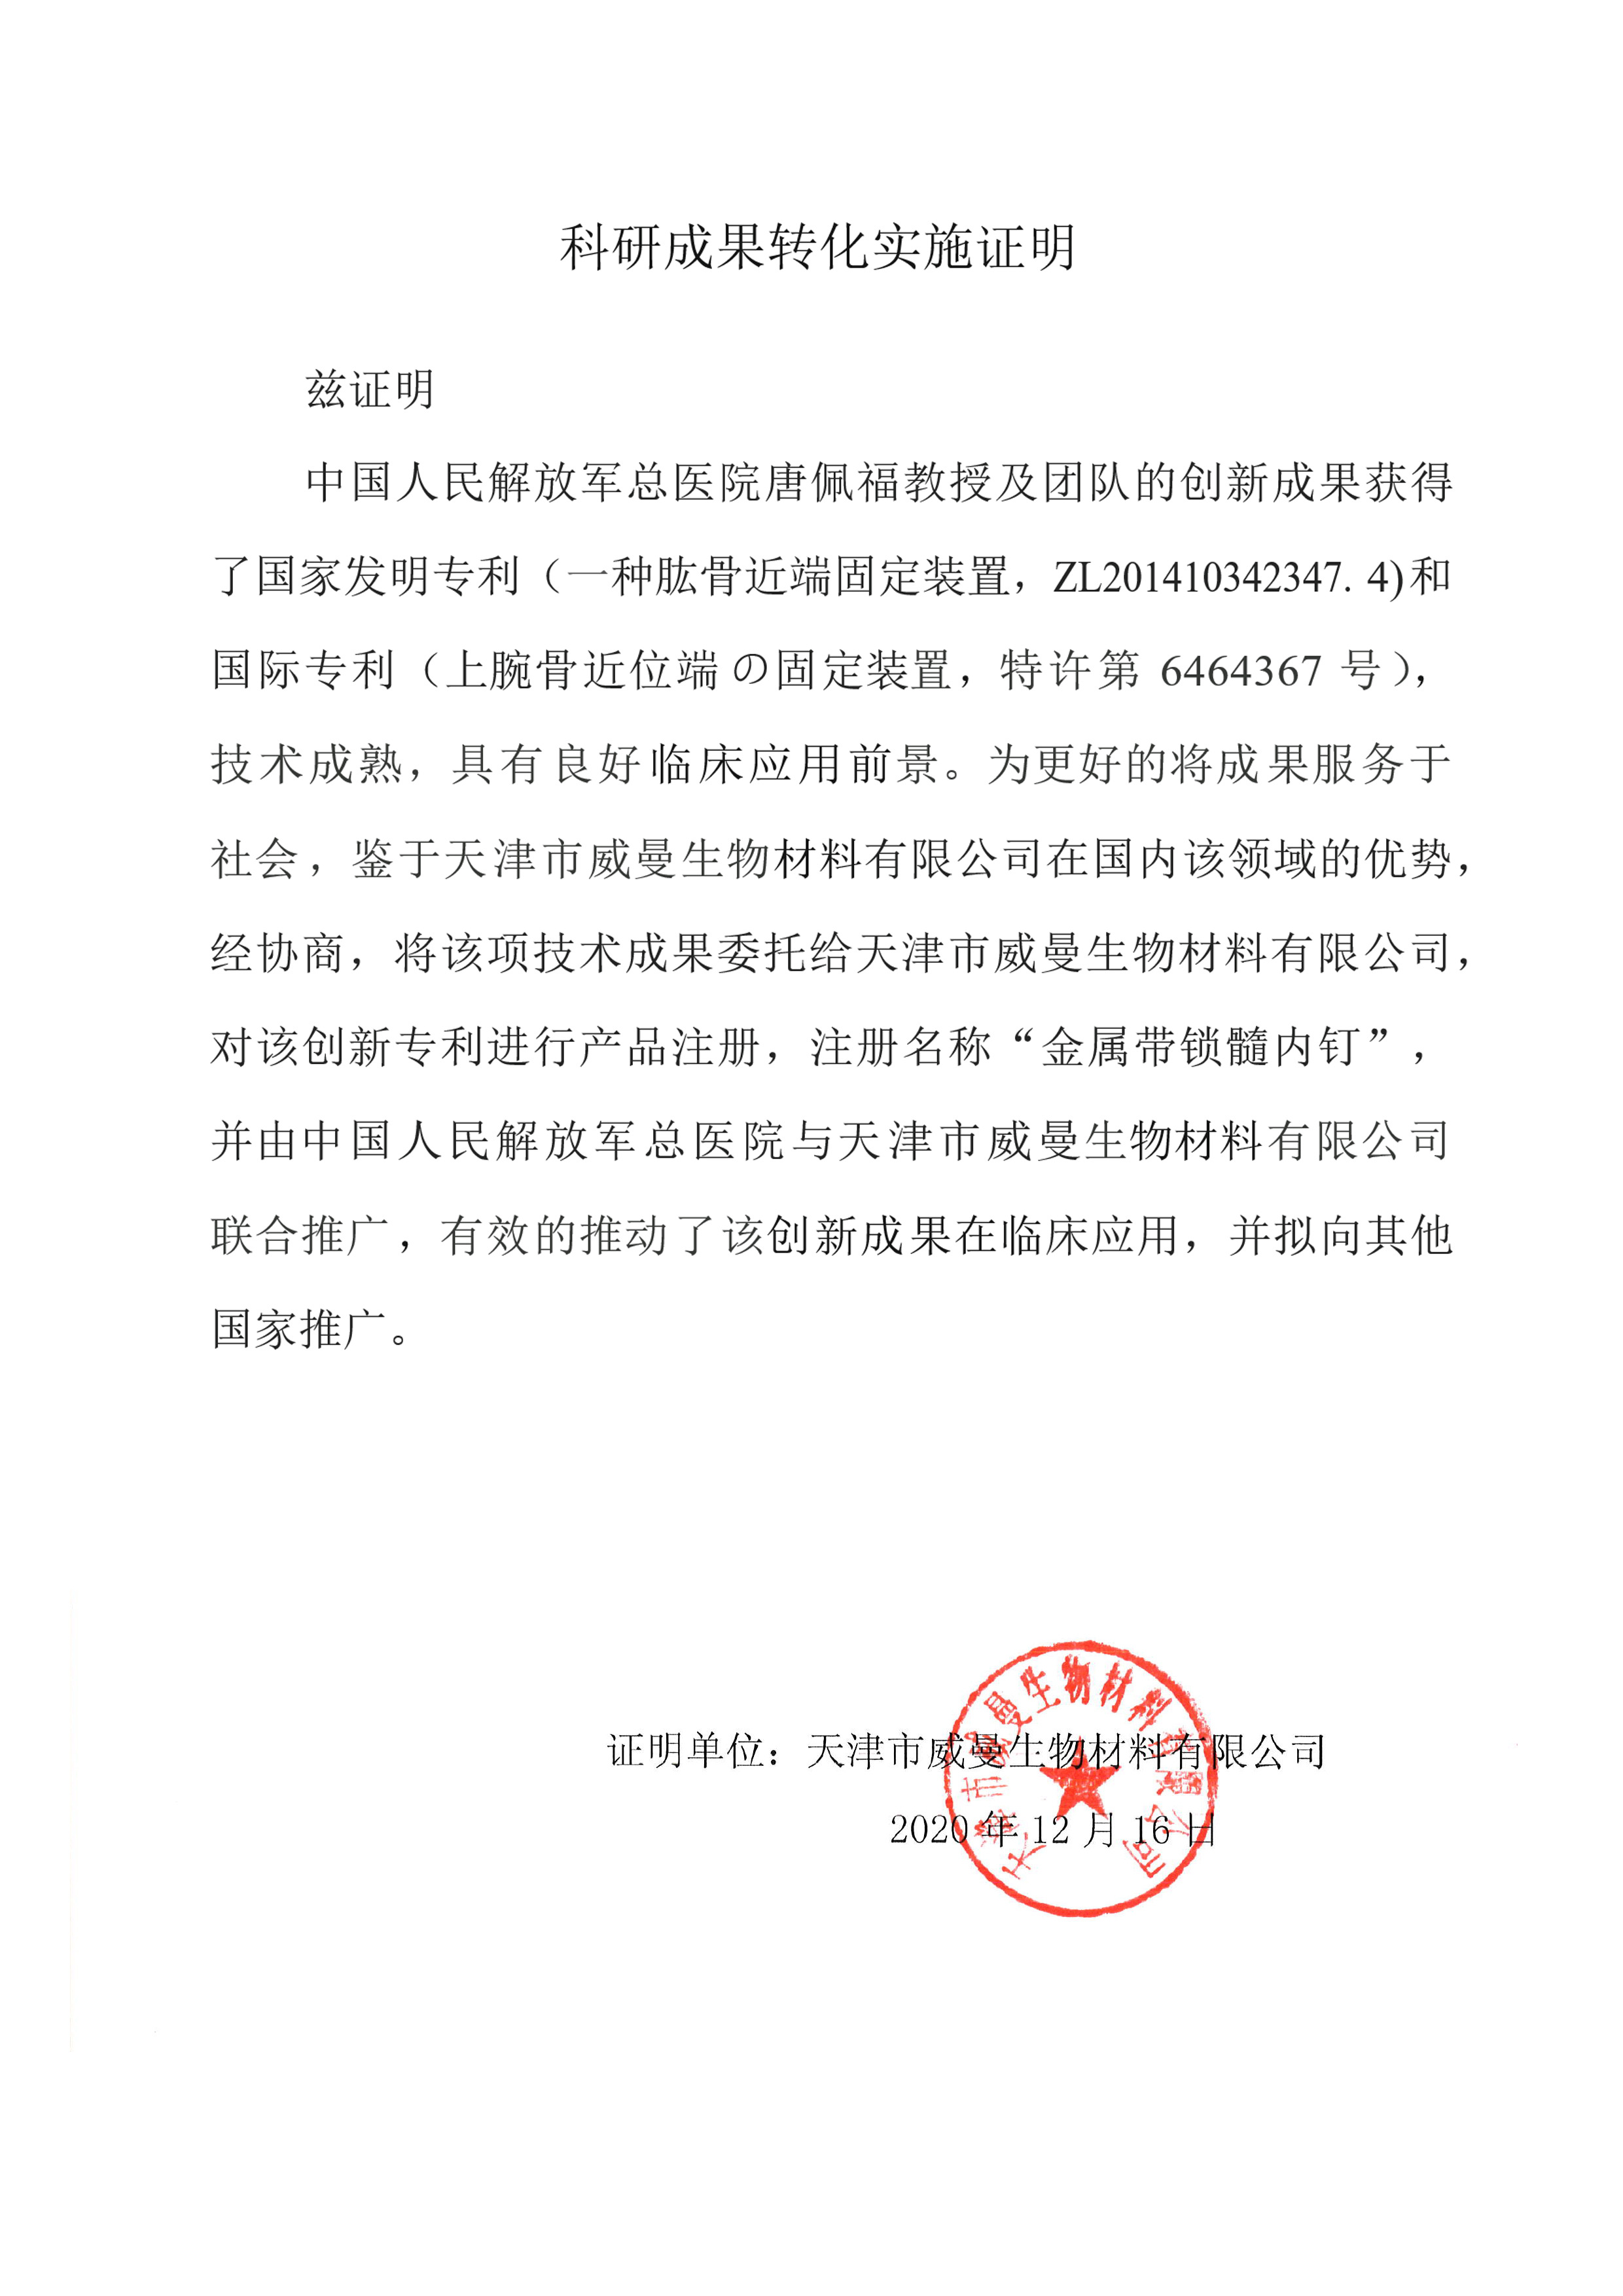 科研成果转化实施证明
兹证明
中国人民解放军总医院唐佩福教授及团队的创新成果获得
了国家发明专利（一种肱骨近端固定装置，ZL201410342347. 4)和
国际专利（上腕骨近位端の固定装置，特许第 6464367 号），
技术成熟，具有良好临床应用前景。为更好的将成果服务于
社会，鉴于天津市威曼生物材料有限公司在国内该领域的优势，
经协商，将该项技术成果委托给天津市威曼生物材料有限公司，
对该创新专利进行产品注册，注册名称“金属带锁髓内钉”，
并由中国人民解放军总医院与天津市威曼生物材料有限公司
联合推广，有效的推动了该创新成果在临床应用，并拟向其他
国家推广。
天津市威曼生物材料有限公司
证明单位：天津市威曼生物材料有限公司
2020 年 12 月 16 日